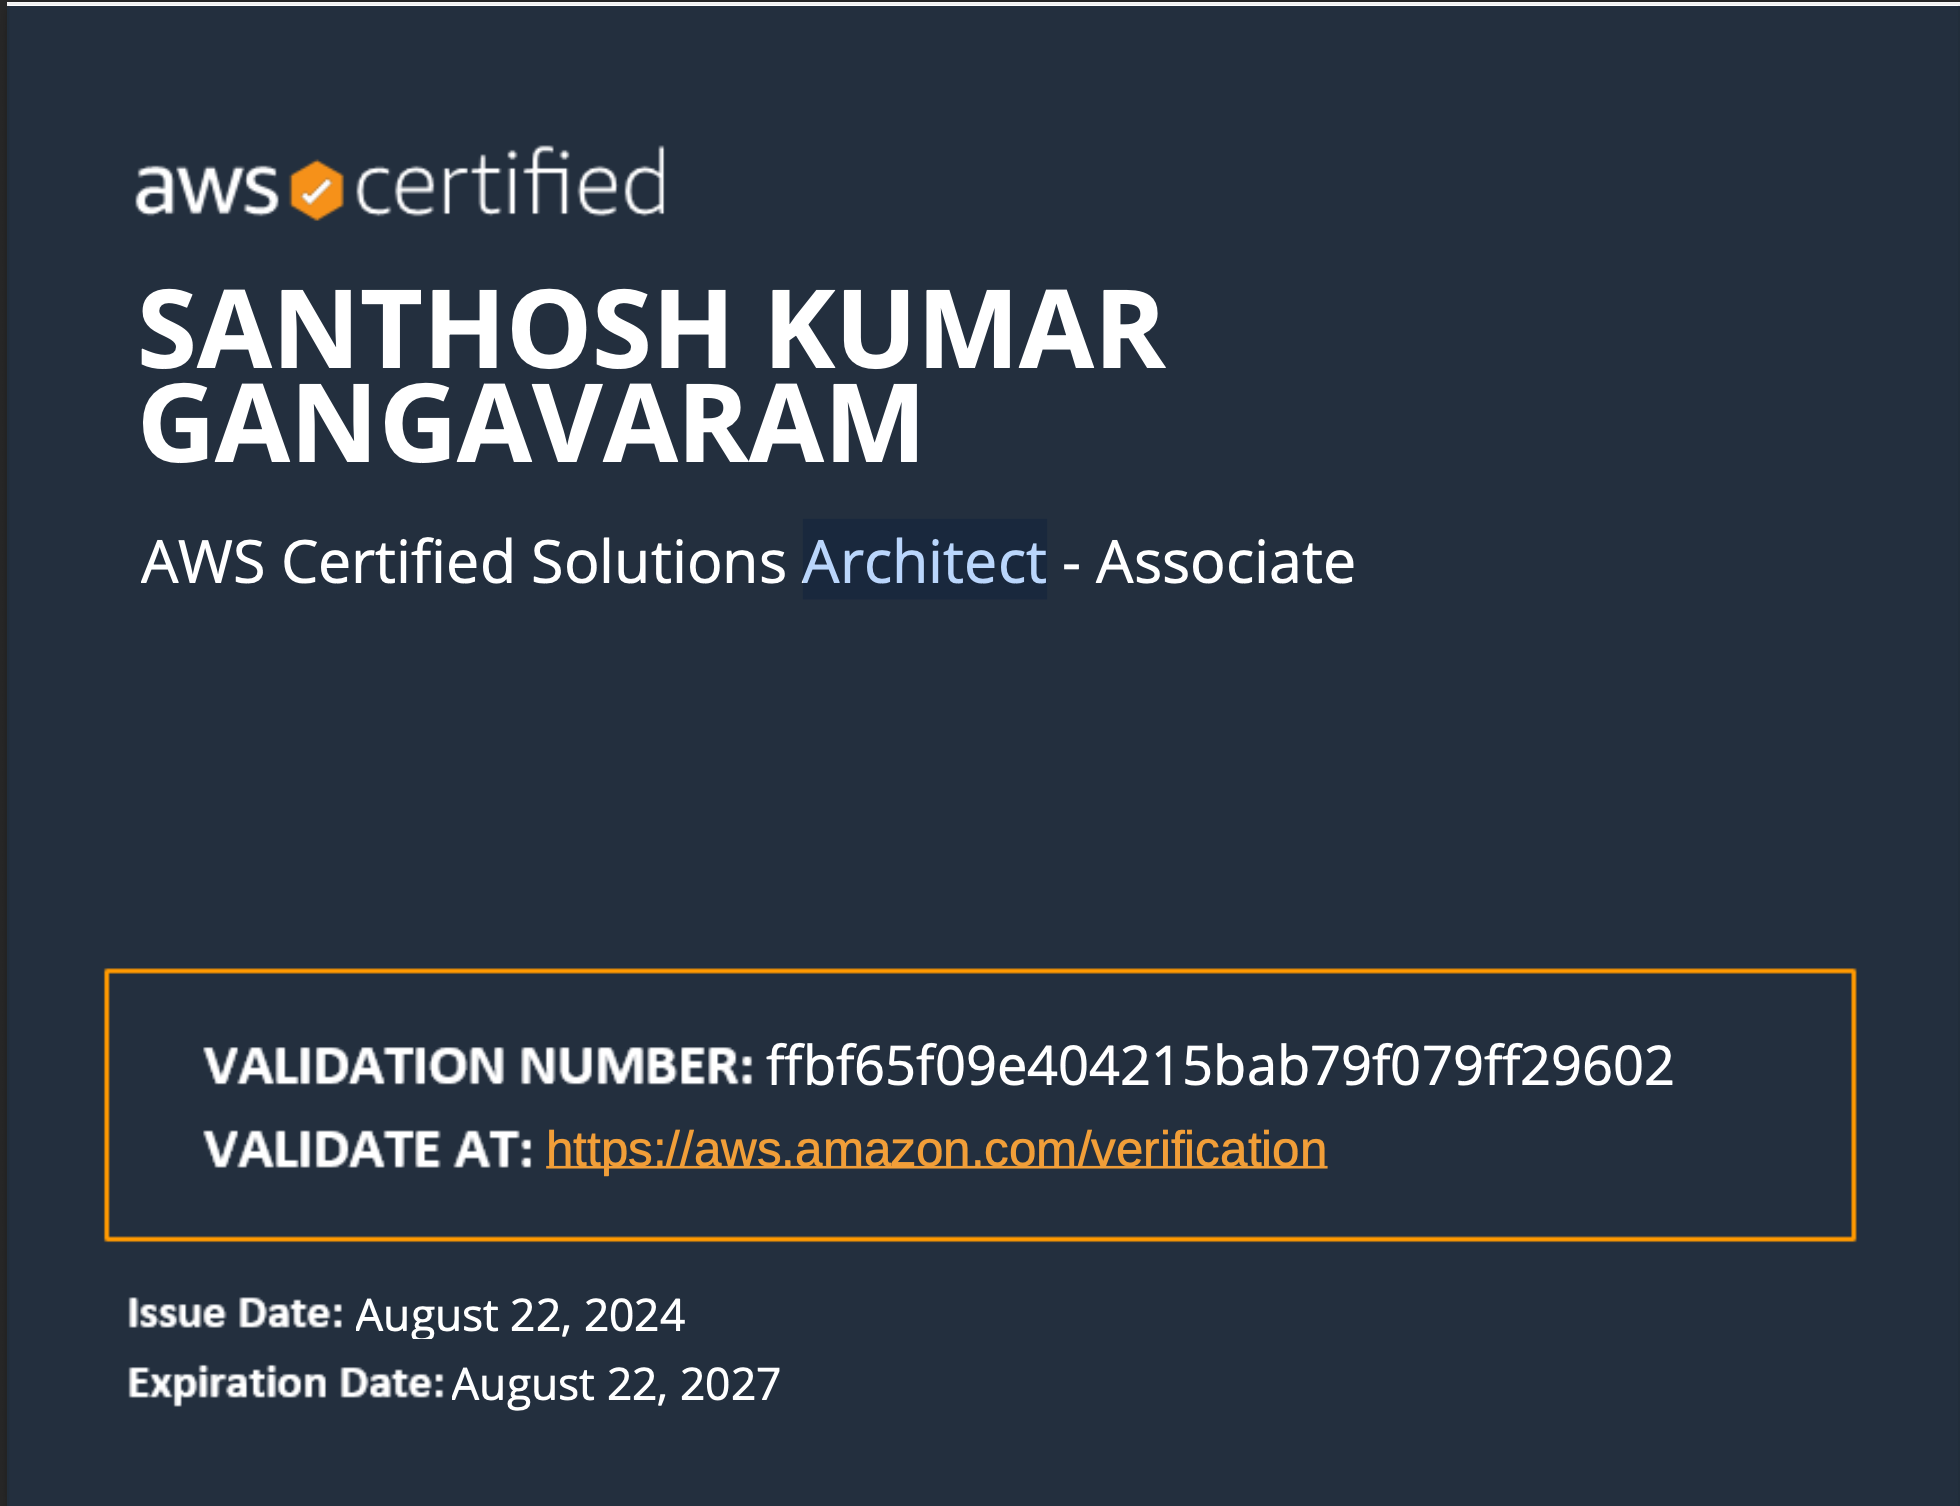 aws certified
SANTHOSH KUMAR
GANGAVARAM
AWS Certified Solutions Architect - Associate
VALIDATION NUMBER: ffbf65f09e404215bab79f079ff29602
VALIDATE AT: https://aws.amazon.com/verification
Issue Date: August 22, 2024
Expiration Date: August 22, 2027